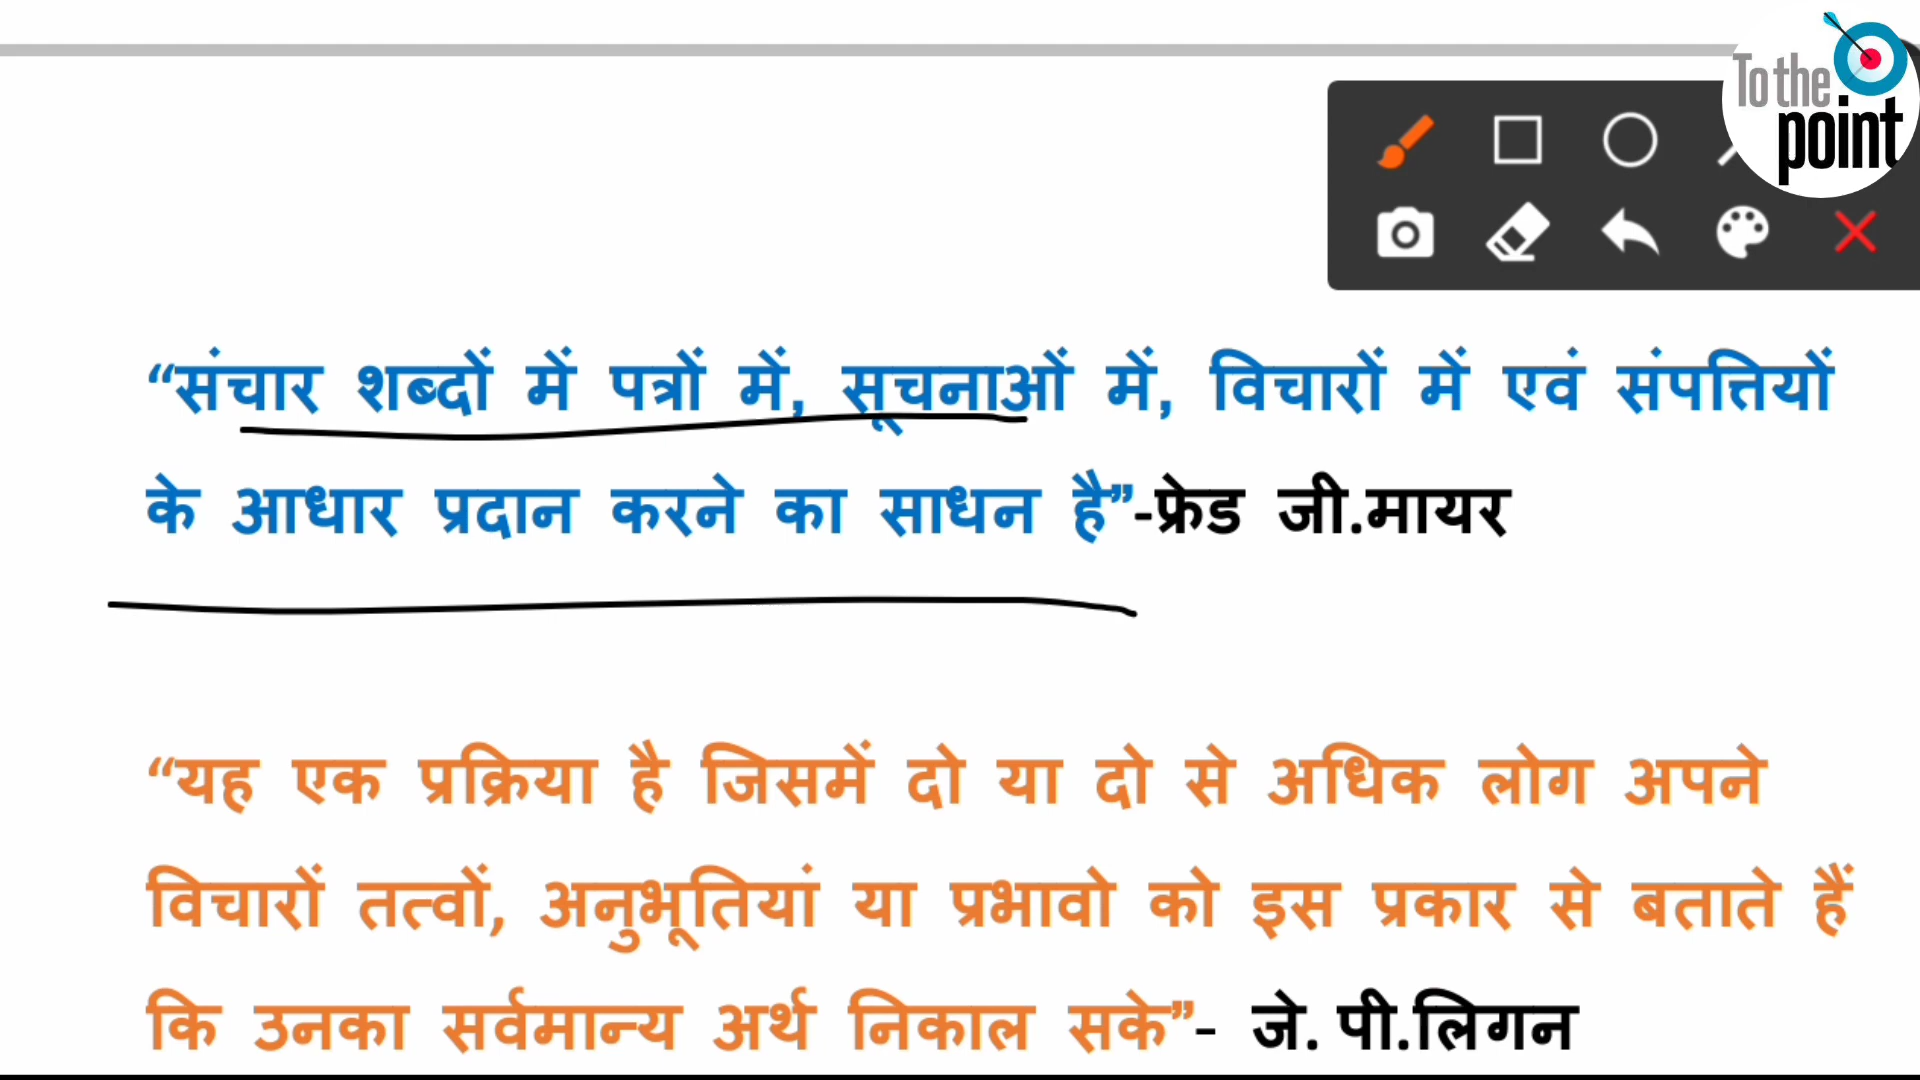 To the
point
“संचार शब्दों में पत्रों में, सूचनाओं में, विचारों में एवं संपत्तियों
के आधार प्रदान करने का साधन है”-फ्रेड जी.मायर
“यह एक प्रक्रिया है जिसमें दो या दो से अधिक लोग अपने
विचारों तत्वों, अनुभूतियां या प्रभावो को इस प्रकार से बताते हैं
कि उनका सर्वमान्य अर्थ निकाल सके”- जे. पी.लिगन